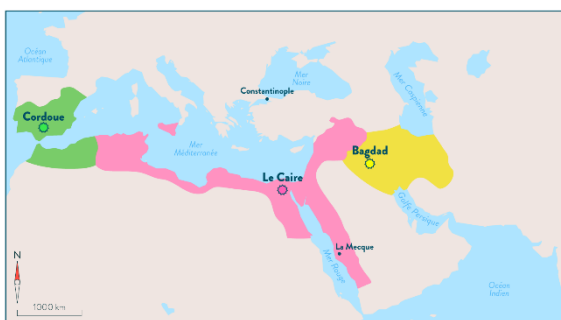 Océan
Atlantique
Mer
Noire
Mer Caspienne
Constantinople
Cordoue
Mer
Méditerranée
Bagdad
Le Caire
Golfe Persique
La Mecque
Mer Rouge
N
1000 km
Océan
Indien